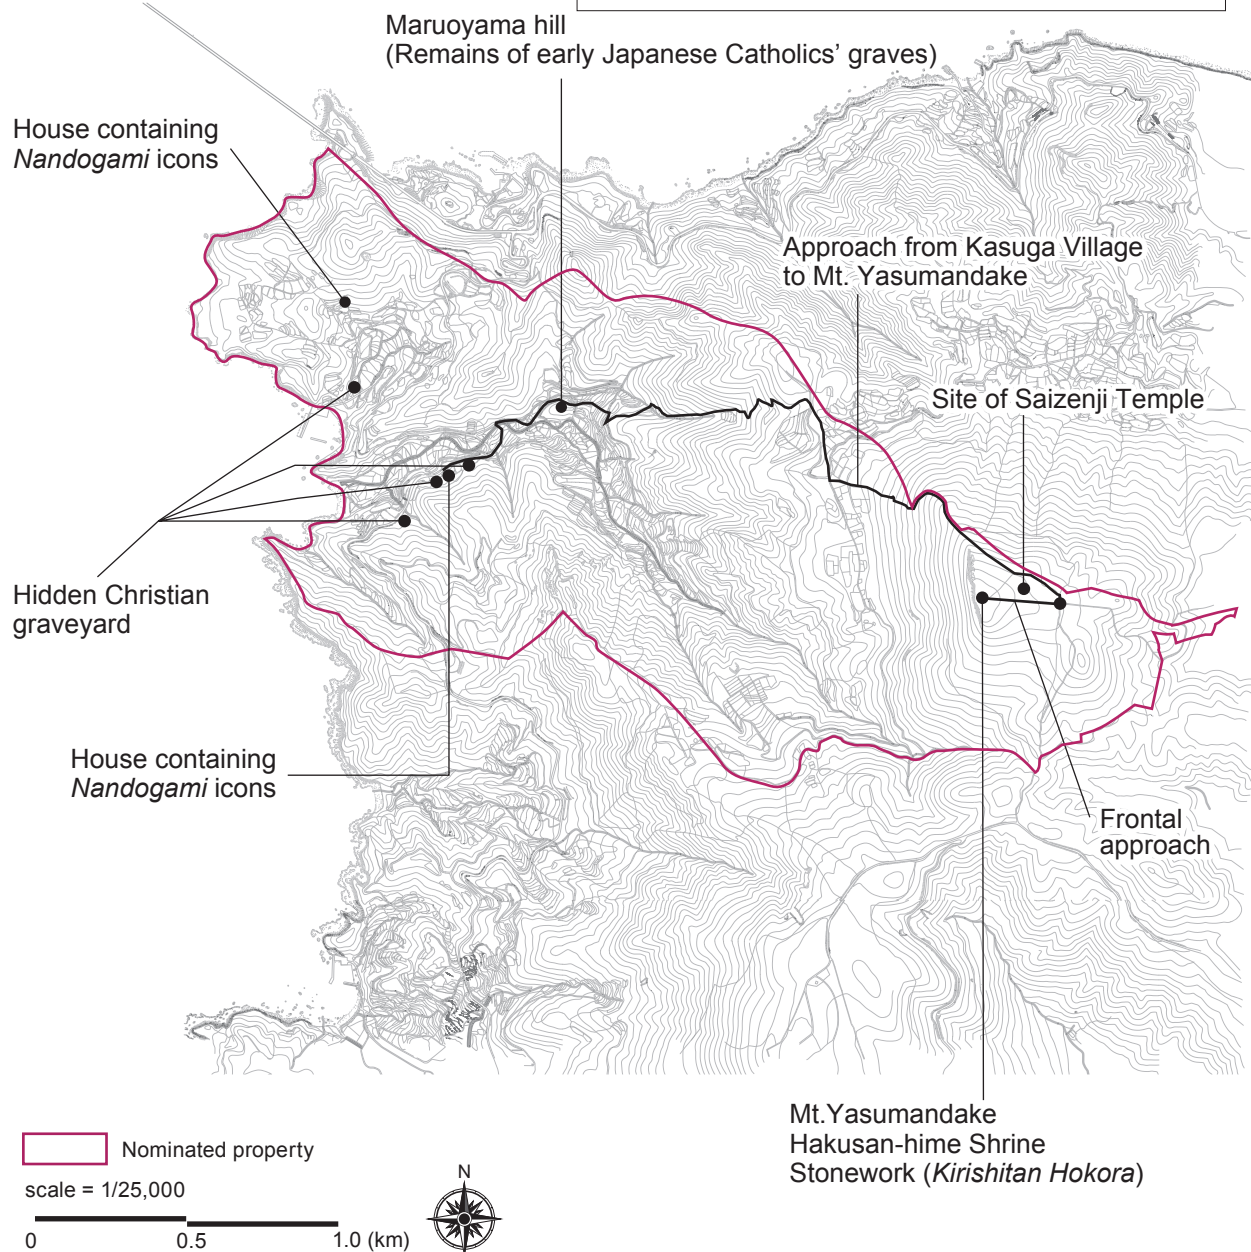 Maruoyama hill
(Remains of early Japanese Catholics’ graves)
House containing
Nandogami icons
Approach from Kasuga Village
to Mt. Yasumandake
Site of Saizenji Temple
Hidden Christian
graveyard
House containing
Nandogami icons
Frontal
approach
Mt.Yasumandake
Hakusan-hime Shrine
Stonework (Kirishitan Hokora)
Nominated property
scale = 1/25,000
0 0.5 1.0 (km)
N